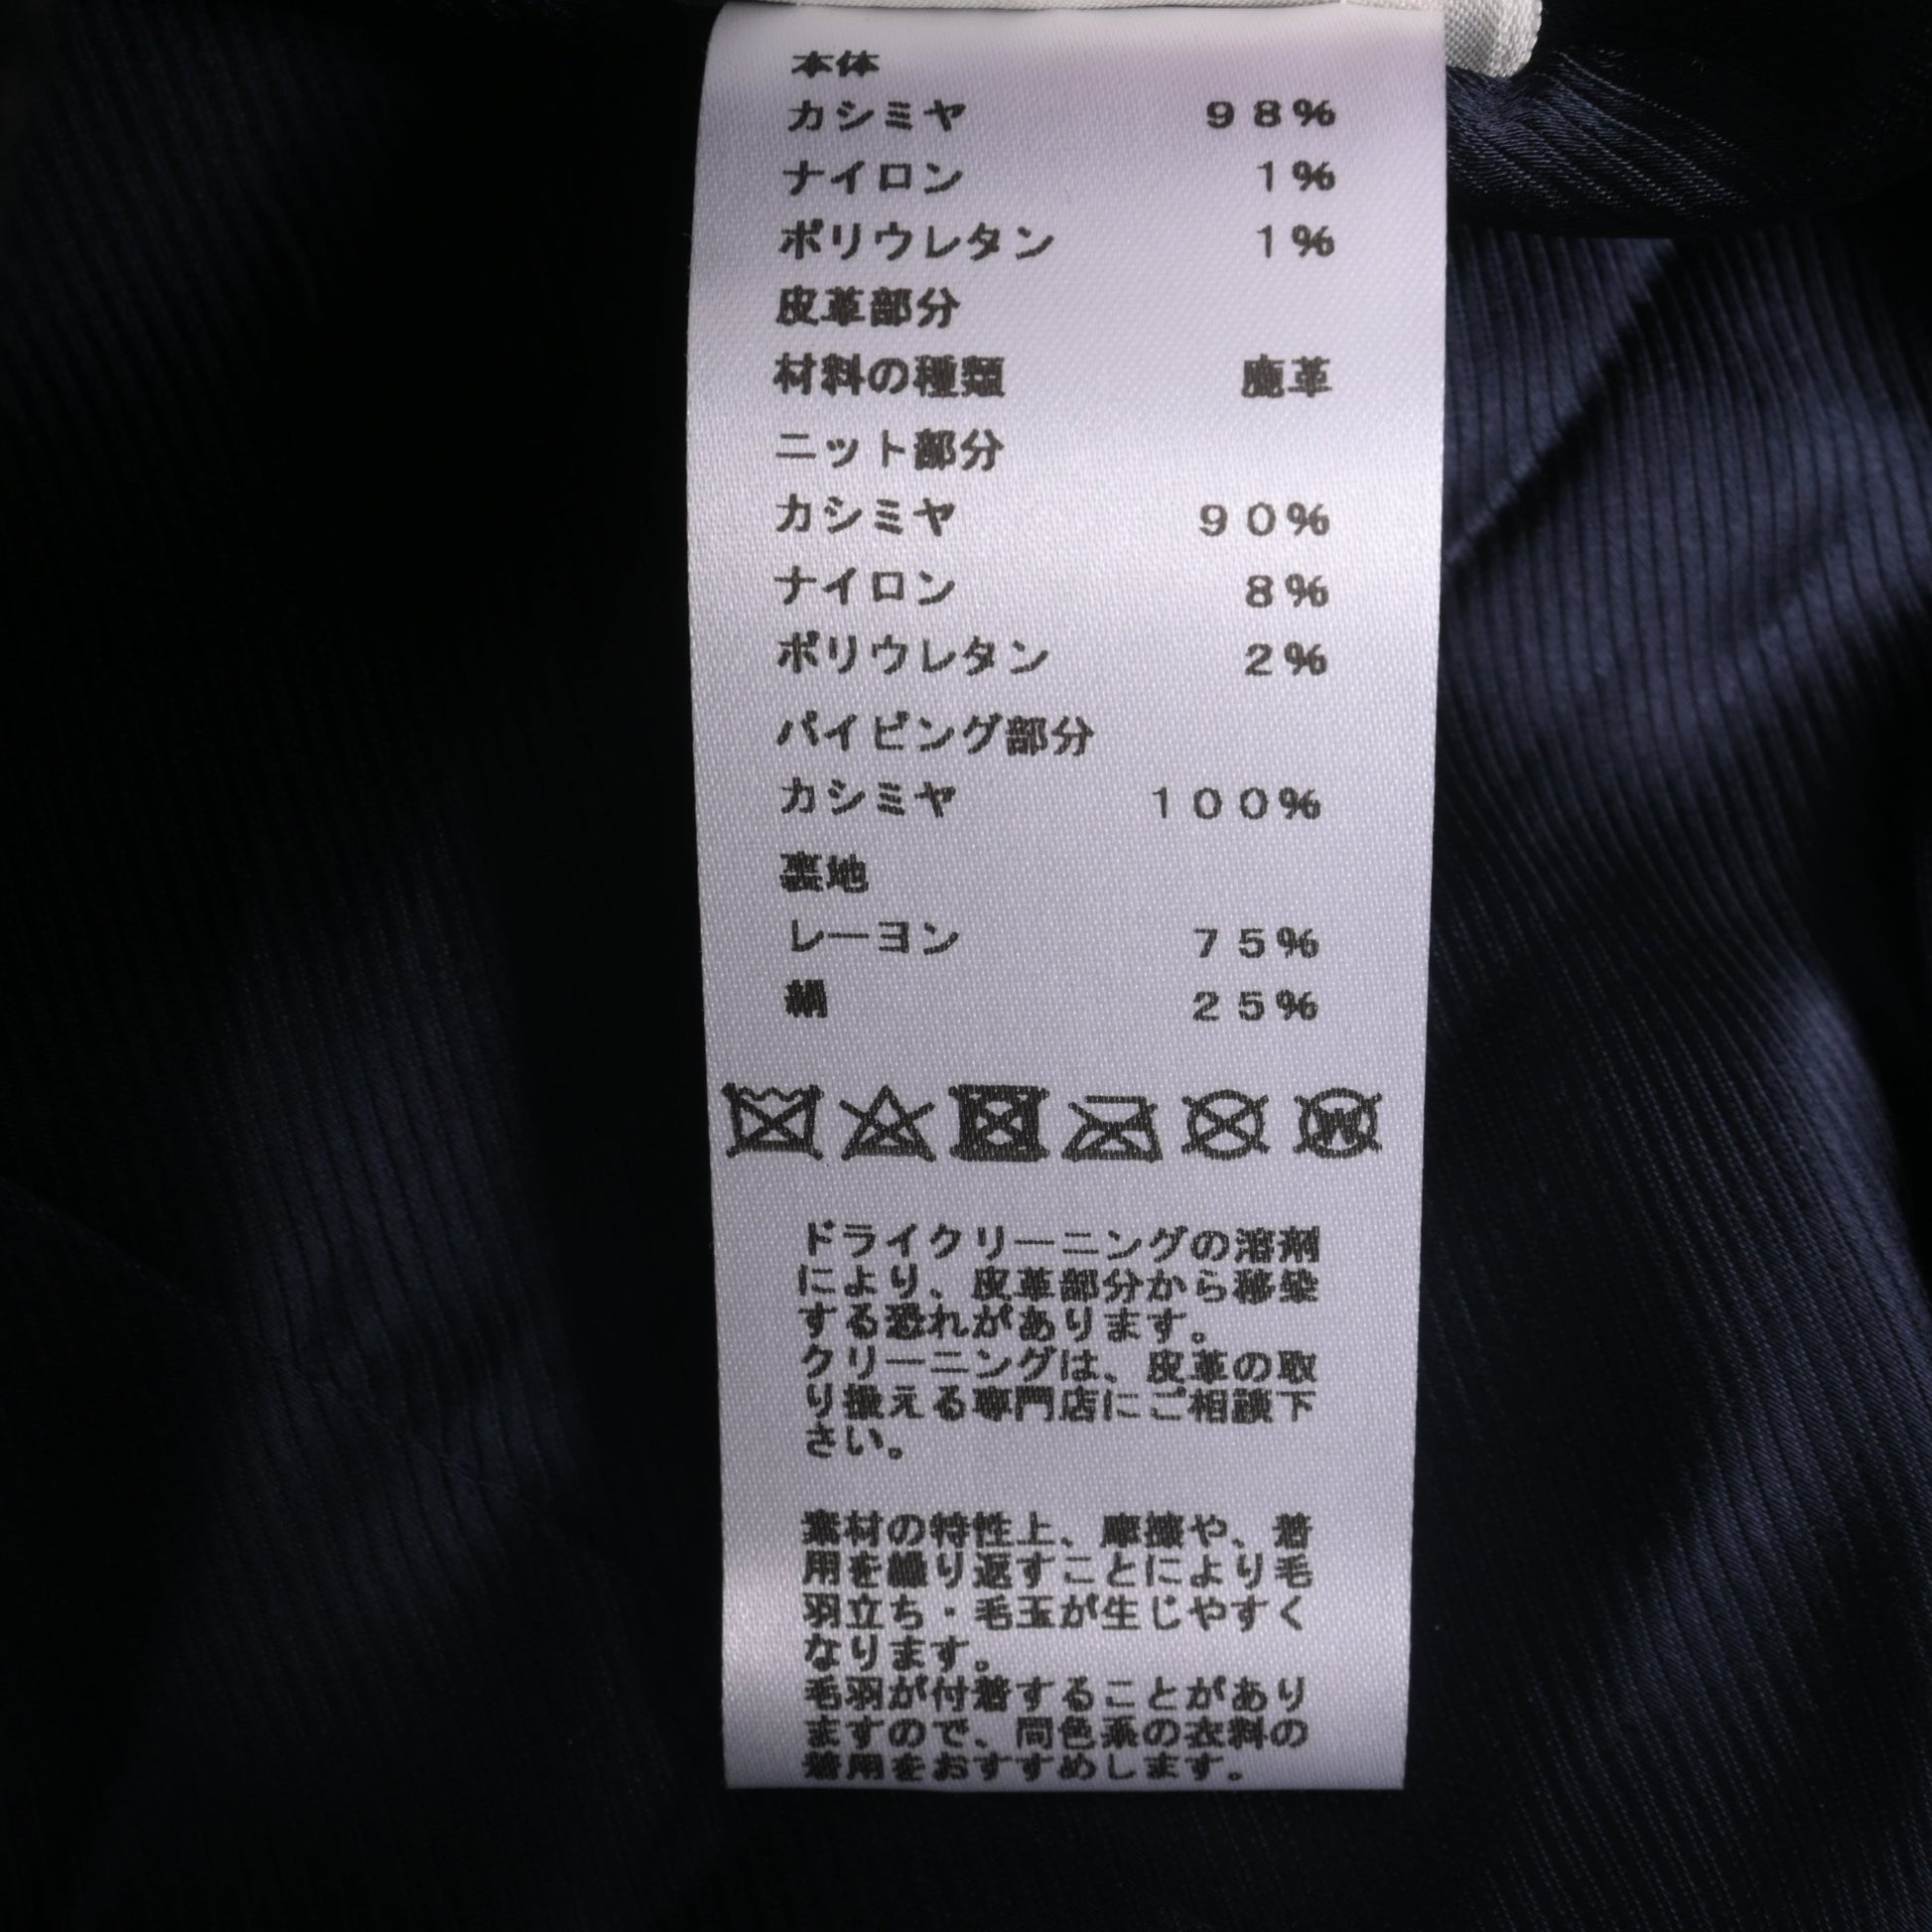 本体
カシミヤ 98%
ナイロン 1%
ポリウレタン 1%
皮革部分
材料の種類 鹿革
ニット部分
カシミヤ 90%
ナイロン 8%
ポリウレタン 2%
パイピング部分
カシミヤ 100%
裏地
レーヨン 75%
絹 25%
W
ドライクリーニングの溶剤
により、皮革部分から移染
する恐れがあります。
クリーニングは、皮革の取
り扱える専門店にご相談下
さい。
素材の特性上、摩擦や、着
用を繰り返すことにより毛
羽立ち・毛玉が生じやすく
なります。
毛羽が付着することがあり
ますので、同色系の衣料の
着用をおすすめします。